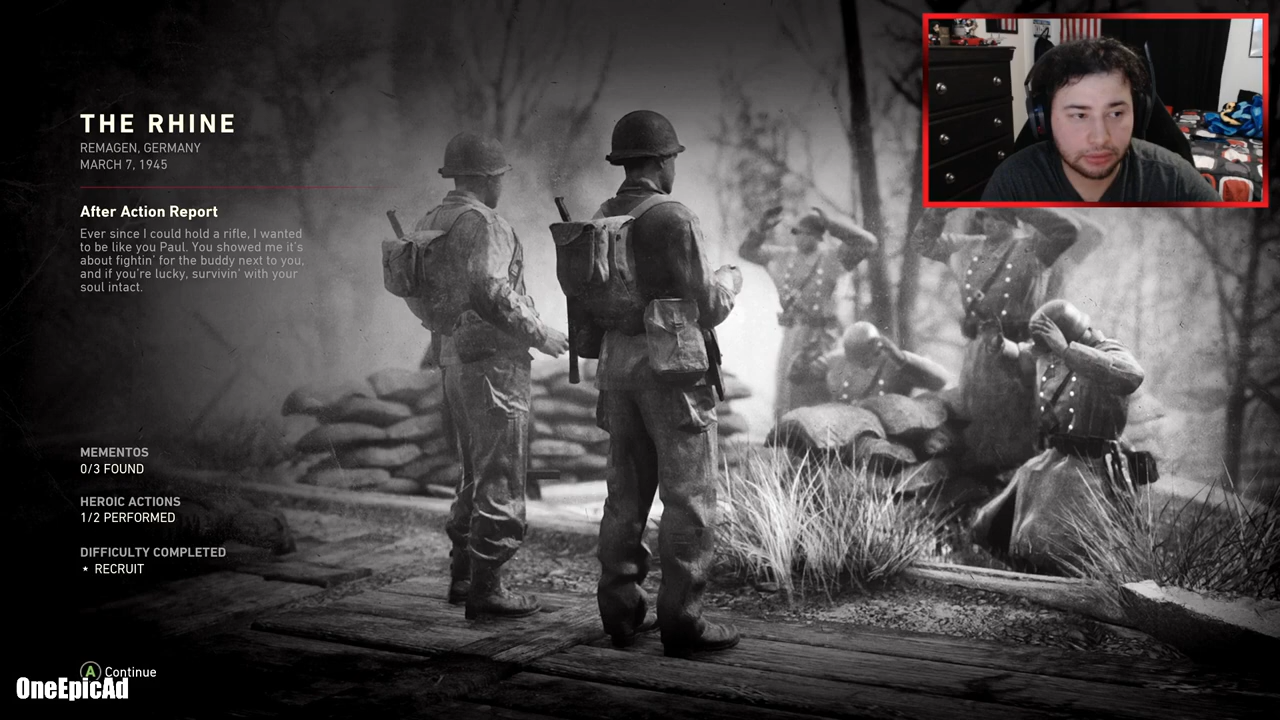 THE RHINE
REMAGEN, GERMANY
MARCH 7, 1945
After Action Report
Ever since I could hold a rifle, I wanted
to be like you Paul. You showed me it's
about fightin' for the buddy next to you,
and if you're lucky, survivin' with your
soul intact.
MEMENTOS
0/3 FOUND
HEROIC ACTIONS
1/2 PERFORMED
DIFFICULTY COMPLETED
★ RECRUIT
A Continue
OneEpicAd